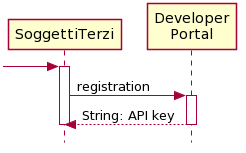 SoggettiTerzi
Developer
Portal
registration
String: API key